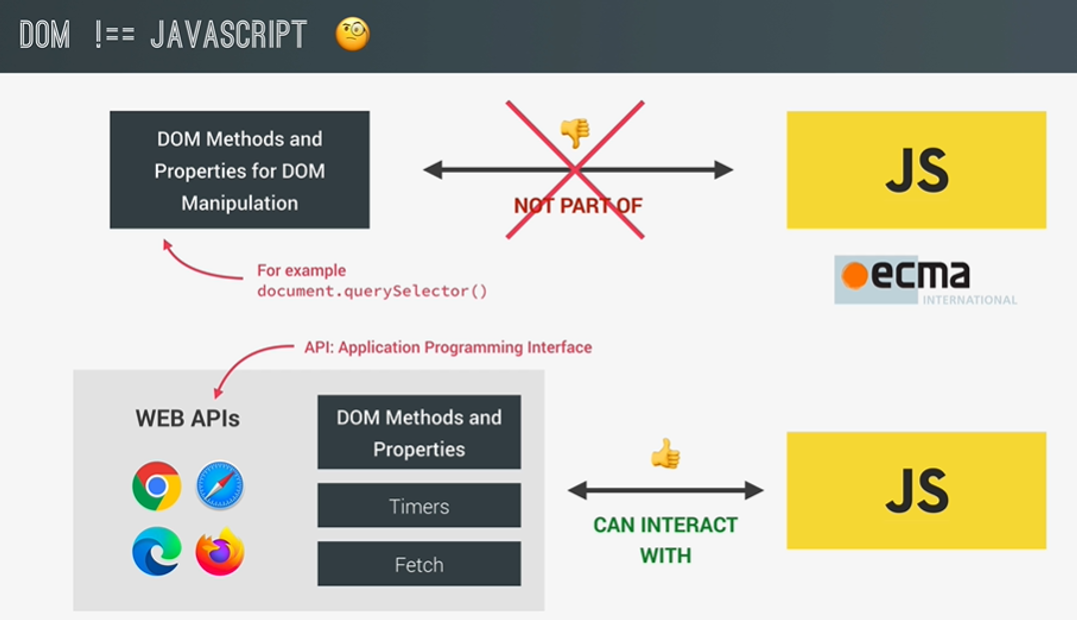 DOM !== JAVASCRIPT
DOM Methods and
Properties for DOM
Manipulation
NOT PART OF
JS
ecma
INTERNATIONAL
For example
document.querySelector()
API: Application Programming Interface
WEB APIs
DOM Methods and
Properties
Timers
Fetch
CAN INTERACT
WITH
JS